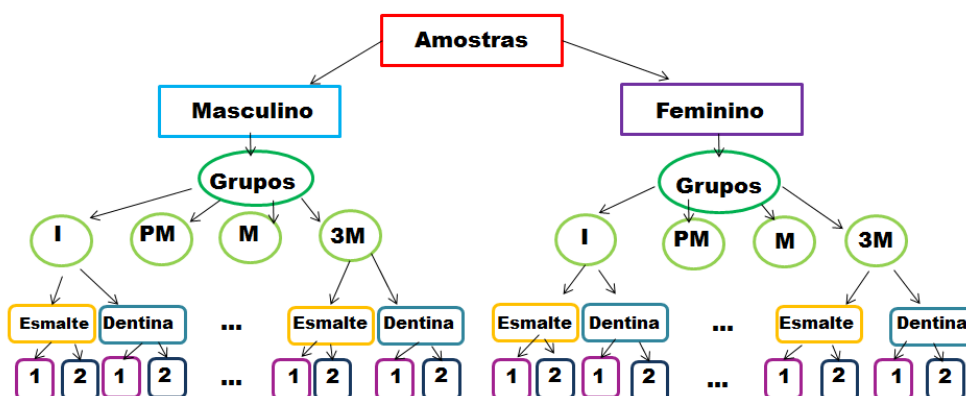 Amostras
Masculino
Feminino
Grupos
Grupos
I
PM
M
3M
I
PM
M
3M
Esmalte
Dentina
...
Esmalte
Dentina
Esmalte
Dentina
...
Esmalte
Dentina
1
2
1
2
...
1
2
1
2
1
2
1
2
...
1
2
1
2